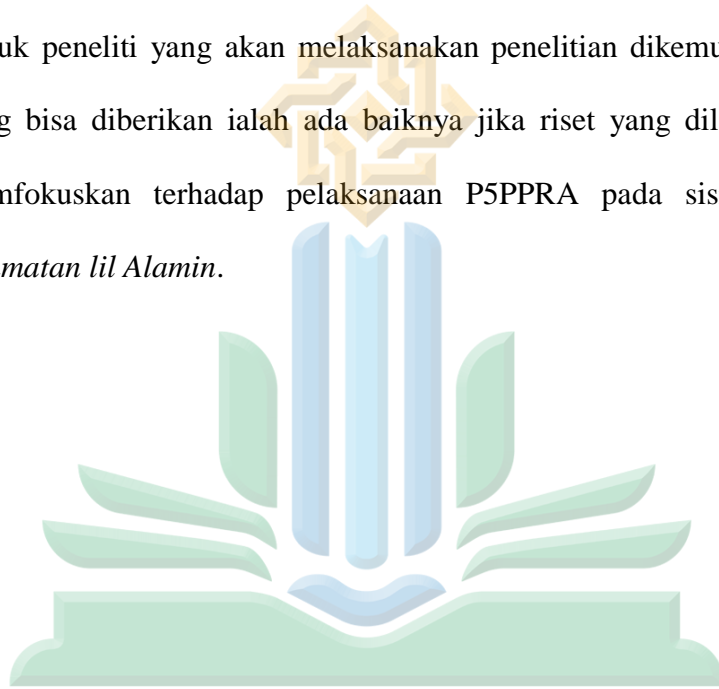 uk peneliti yang akan melaksanakan penelitian dikemu
g bisa diberikan ialah ada baiknya jika riset yang dil
mfokuskan terhadap pelaksanaan P5PPRA pada sis
matan lil Alamin.